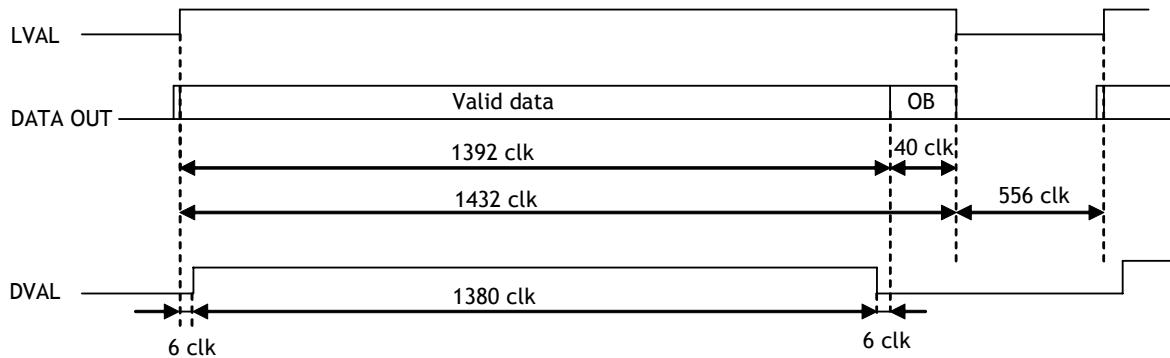 LVAL
Valid data
OB
DATA OUT
1392 clk
40 clk
1432 clk
556 clk
DVAL
1380 clk
6 clk
6 clk